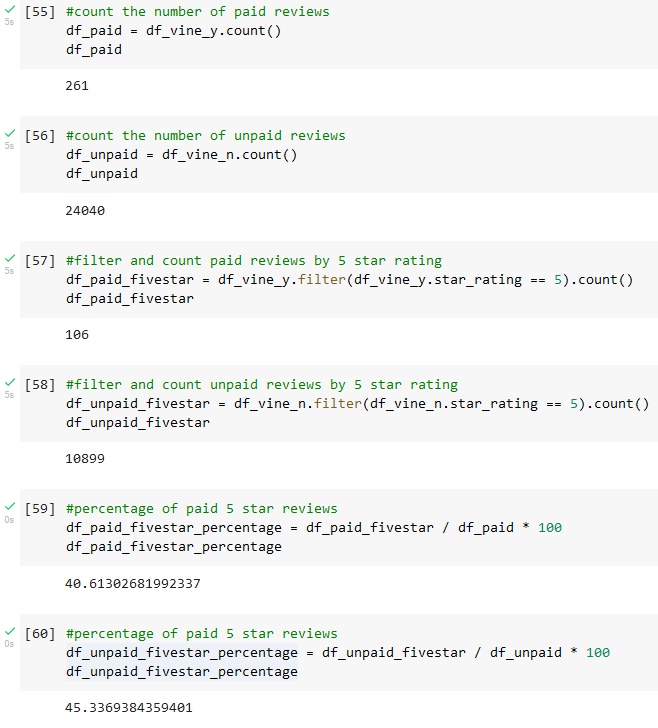 5s [55] #count the number of paid reviews
df_paid = df_vine_y.count()
df_paid
261
5s [56] #count the number of unpaid reviews
df_unpaid = df_vine_n.count()
df_unpaid
24040
5s [57] #filter and count paid reviews by 5 star rating
df_paid_fivestar = df_vine_y.filter(df_vine_y.star_rating == 5).count()
df_paid_fivestar
106
5s [58] #filter and count unpaid reviews by 5 star rating
df_unpaid_fivestar = df_vine_n.filter(df_vine_n.star_rating == 5).count()
df_unpaid_fivestar
10899
0s [59] #percentage of paid 5 star reviews
df_paid_fivestar_percentage = df_paid_fivestar / df_paid * 100
df_paid_fivestar_percentage
40.61302681992337
0s [60] #percentage of paid 5 star reviews
df_unpaid_fivestar_percentage = df_unpaid_fivestar / df_unpaid * 100
df_unpaid_fivestar_percentage
45.3369384359401